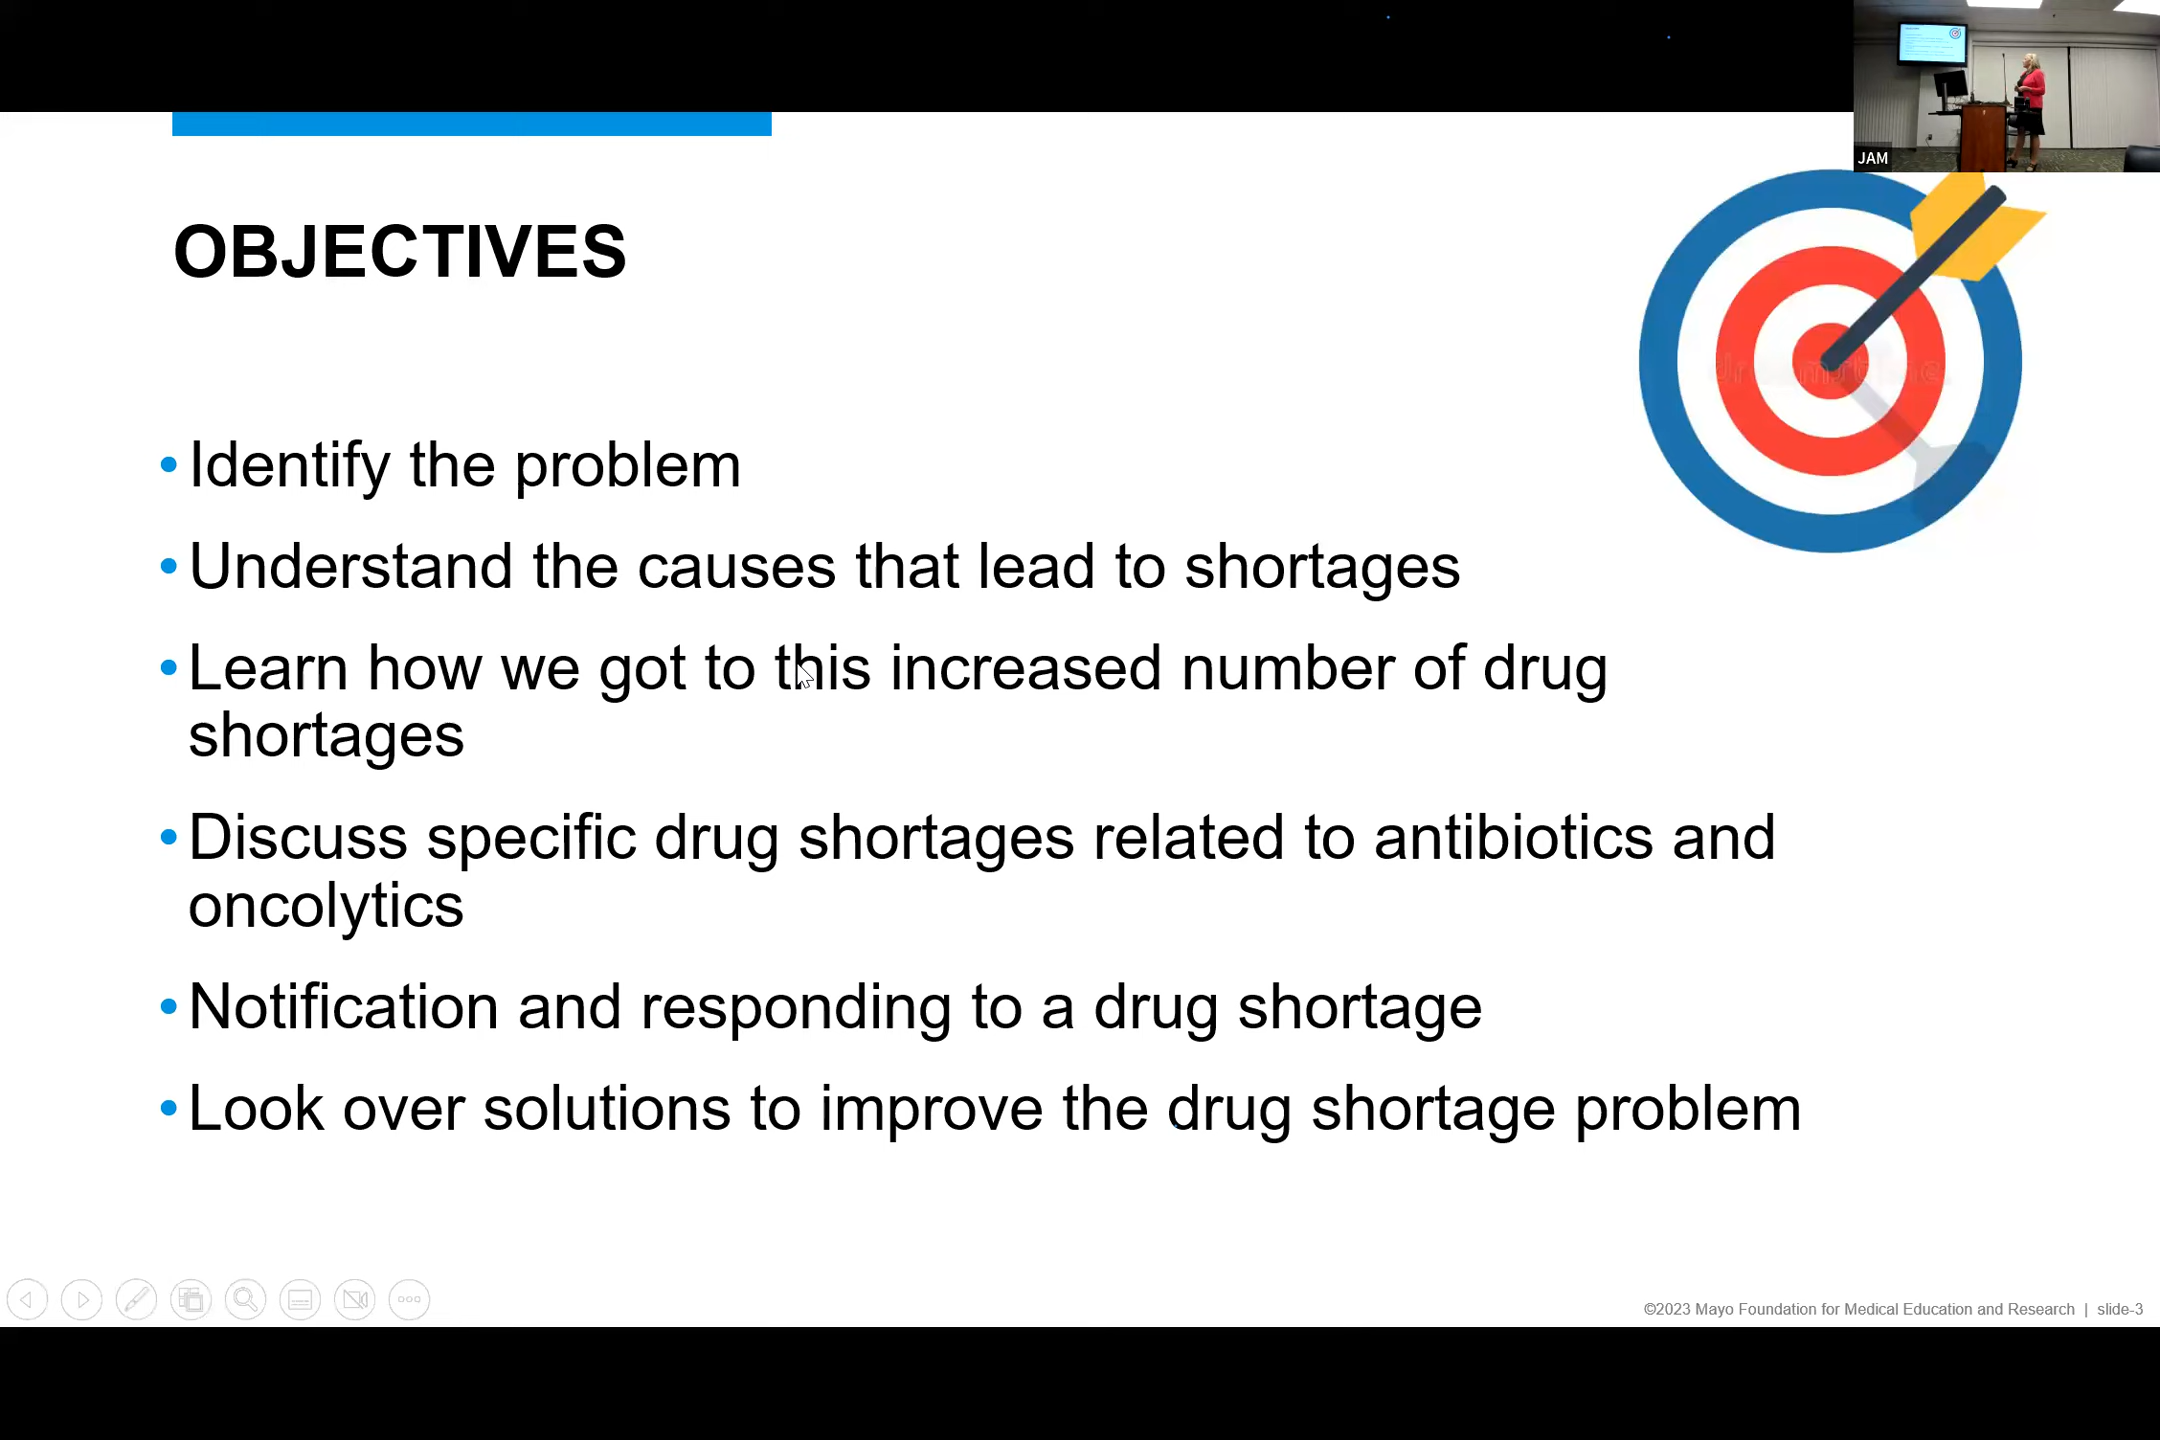 JAM
OBJECTIVES
• Identify the problem
• Understand the causes that lead to shortages
• Learn how we got to this increased number of drug
shortages
• Discuss specific drug shortages related to antibiotics and
oncolytics
• Notification and responding to a drug shortage
• Look over solutions to improve the drug shortage problem
©2023 Mayo Foundation for Medical Education and Research | slide-3